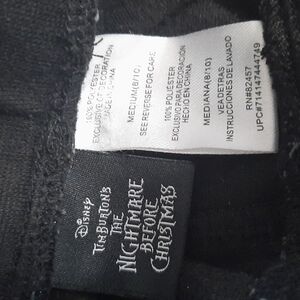 100% POLYESTER
EXCLUSIVE OF DECORATION
MADE IN CHINA
MEDIUM(8/10)
SEE REVERSE FOR CARE
100% POLIÉSTER
EXCLUSIVO PARA DECORACIÓN
HECHO EN CHINA
MEDIANA(8/10)
VEA DETRÁS
INSTRUCCIONES DE LAVADO
RN#82457
UPC#714147444749
Disney
TIM BURTON'S
THE
NIGHTMARE
BEFORE
CHRISTMAS